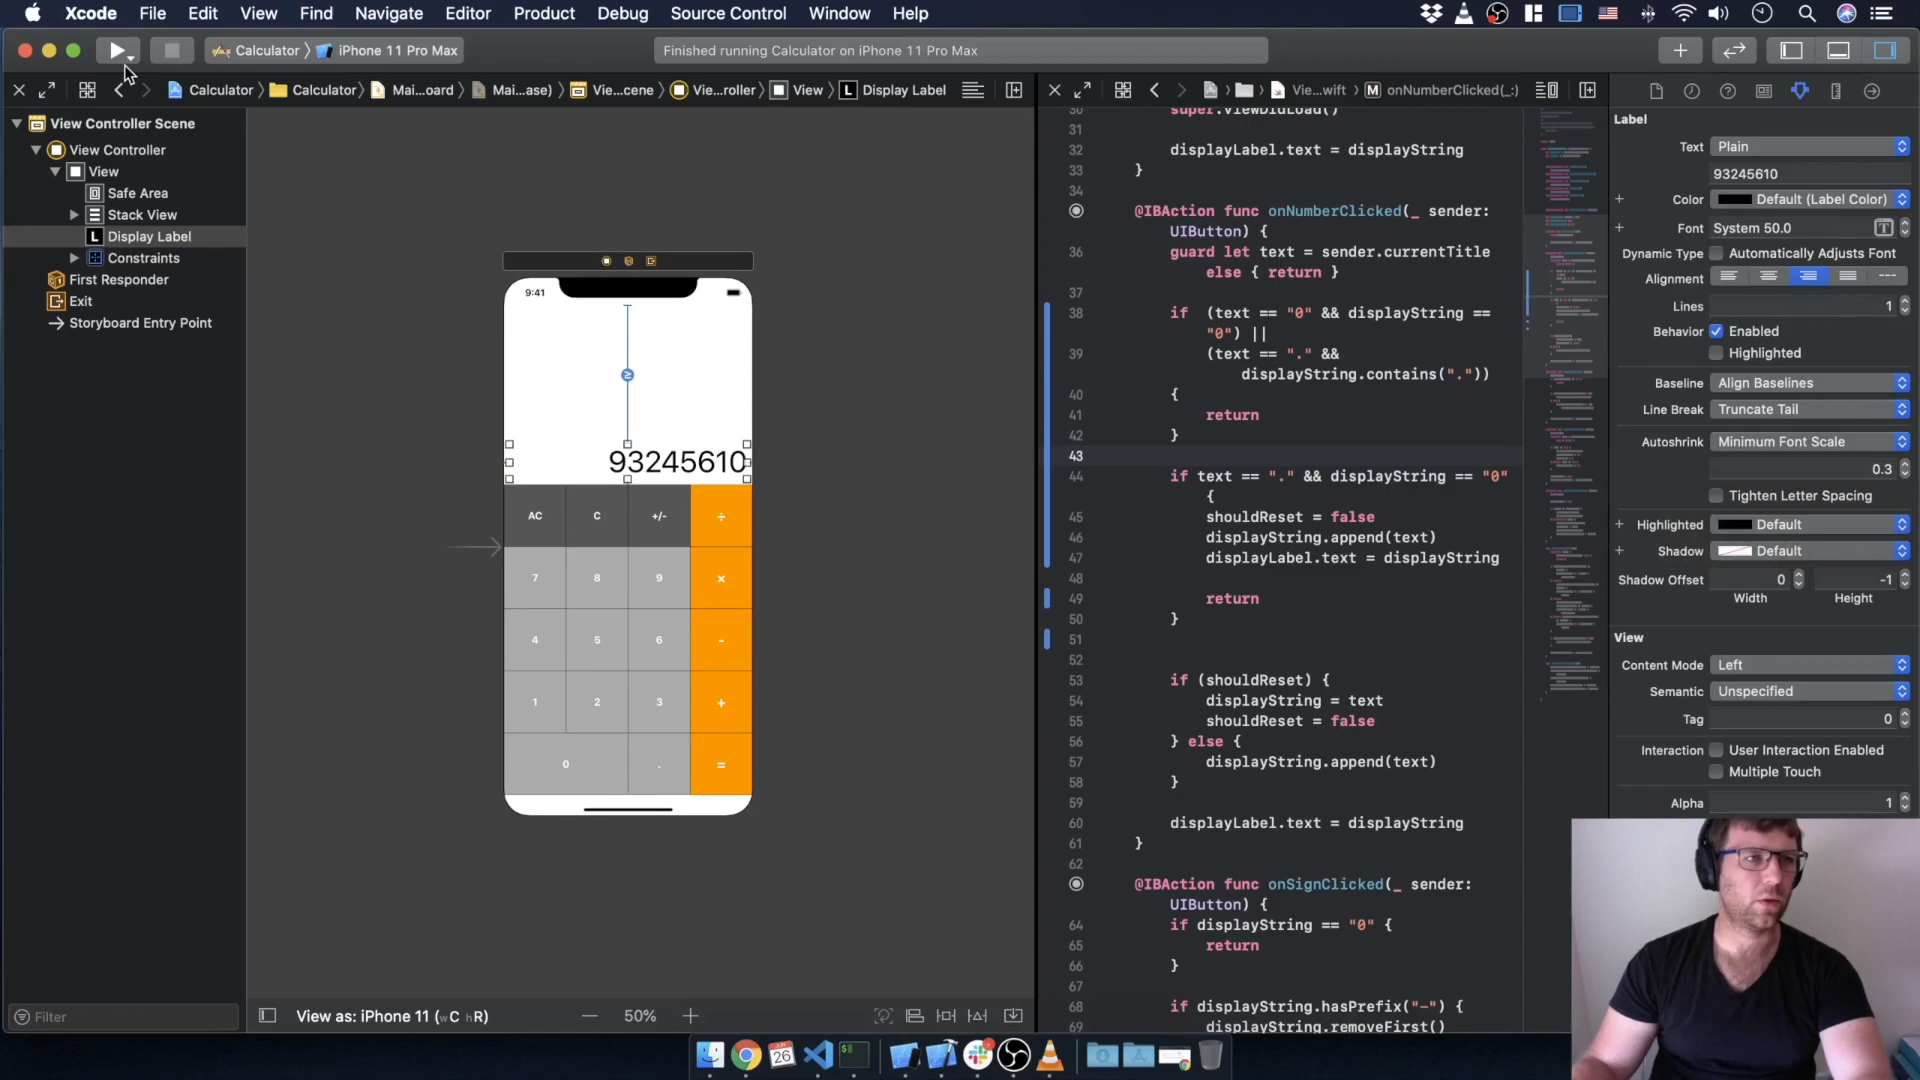 Xcode File Edit View Find Navigate Editor Product Debug Source Control Window Help
Calculator 〉 iPhone 11 Pro Max
Finished running Calculator on iPhone 11 Pro Max
Calculator 〉 Calculator 〉 Mai...oard 〉 Mai...ase) 〉 Vie...cene 〉 Vie...roller 〉 View 〉 L Display Label
View Controller Scene
View Controller
View
Safe Area
Stack View
L Display Label
Constraints
First Responder
Exit
Storyboard Entry Point
Filter
9:41
93245610
AC C +/- ÷
7 8 9 ×
4 5 6 -
1 2 3 +
0 . =
View as: iPhone 11 (wC hR)
50%
Vie...wift 〉 M onNumberClicked(_:)
30 super.viewDidLoad()
31
32 displayLabel.text = displayString
33 }
34
@IBAction func onNumberClicked(_ sender:
UIButton) {
36 guard let text = sender.currentTitle
else { return }
37
38 if (text == "0" && displayString ==
"0") ||
39 (text == "." &&
displayString.contains("."))
40 {
41 return
42 }
43
44 if text == "." && displayString == "0"
{
45 shouldReset = false
46 displayString.append(text)
47 displayLabel.text = displayString
48
49 return
50 }
51
52
53 if (shouldReset) {
54 displayString = text
55 shouldReset = false
56 } else {
57 displayString.append(text)
58 }
59
60 displayLabel.text = displayString
61 }
62
@IBAction func onSignClicked(_ sender:
UIButton) {
64 if displayString == "0" {
65 return
66 }
67
68 if displayString.hasPrefix("-") {
69 displayString.removeFirst()
Label
Text Plain
93245610
Color Default (Label Color)
Font System 50.0
Dynamic Type Automatically Adjusts Font
Alignment
Lines 1
Behavior Enabled
Highlighted
Baseline Align Baselines
Line Break Truncate Tail
Autoshrink Minimum Font Scale
0.3
Tighten Letter Spacing
Highlighted Default
Shadow Default
Shadow Offset 0 -1
Width Height
View
Content Mode Left
Semantic Unspecified
Tag 0
Interaction User Interaction Enabled
Multiple Touch
Alpha 1
26